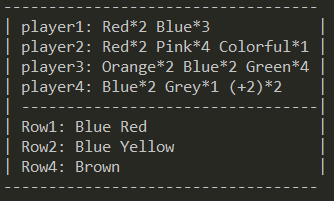 -----------------------------------
| player1: Red*2 Blue*3 |
| player2: Red*2 Pink*4 Colorful*1 |
| player3: Orange*2 Blue*2 Green*4 |
| player4: Blue*2 Grey*1 (+2)*2 |
| ---------------------------------|
| Row1: Blue Red |
| Row2: Blue Yellow |
| Row4: Brown |
-----------------------------------